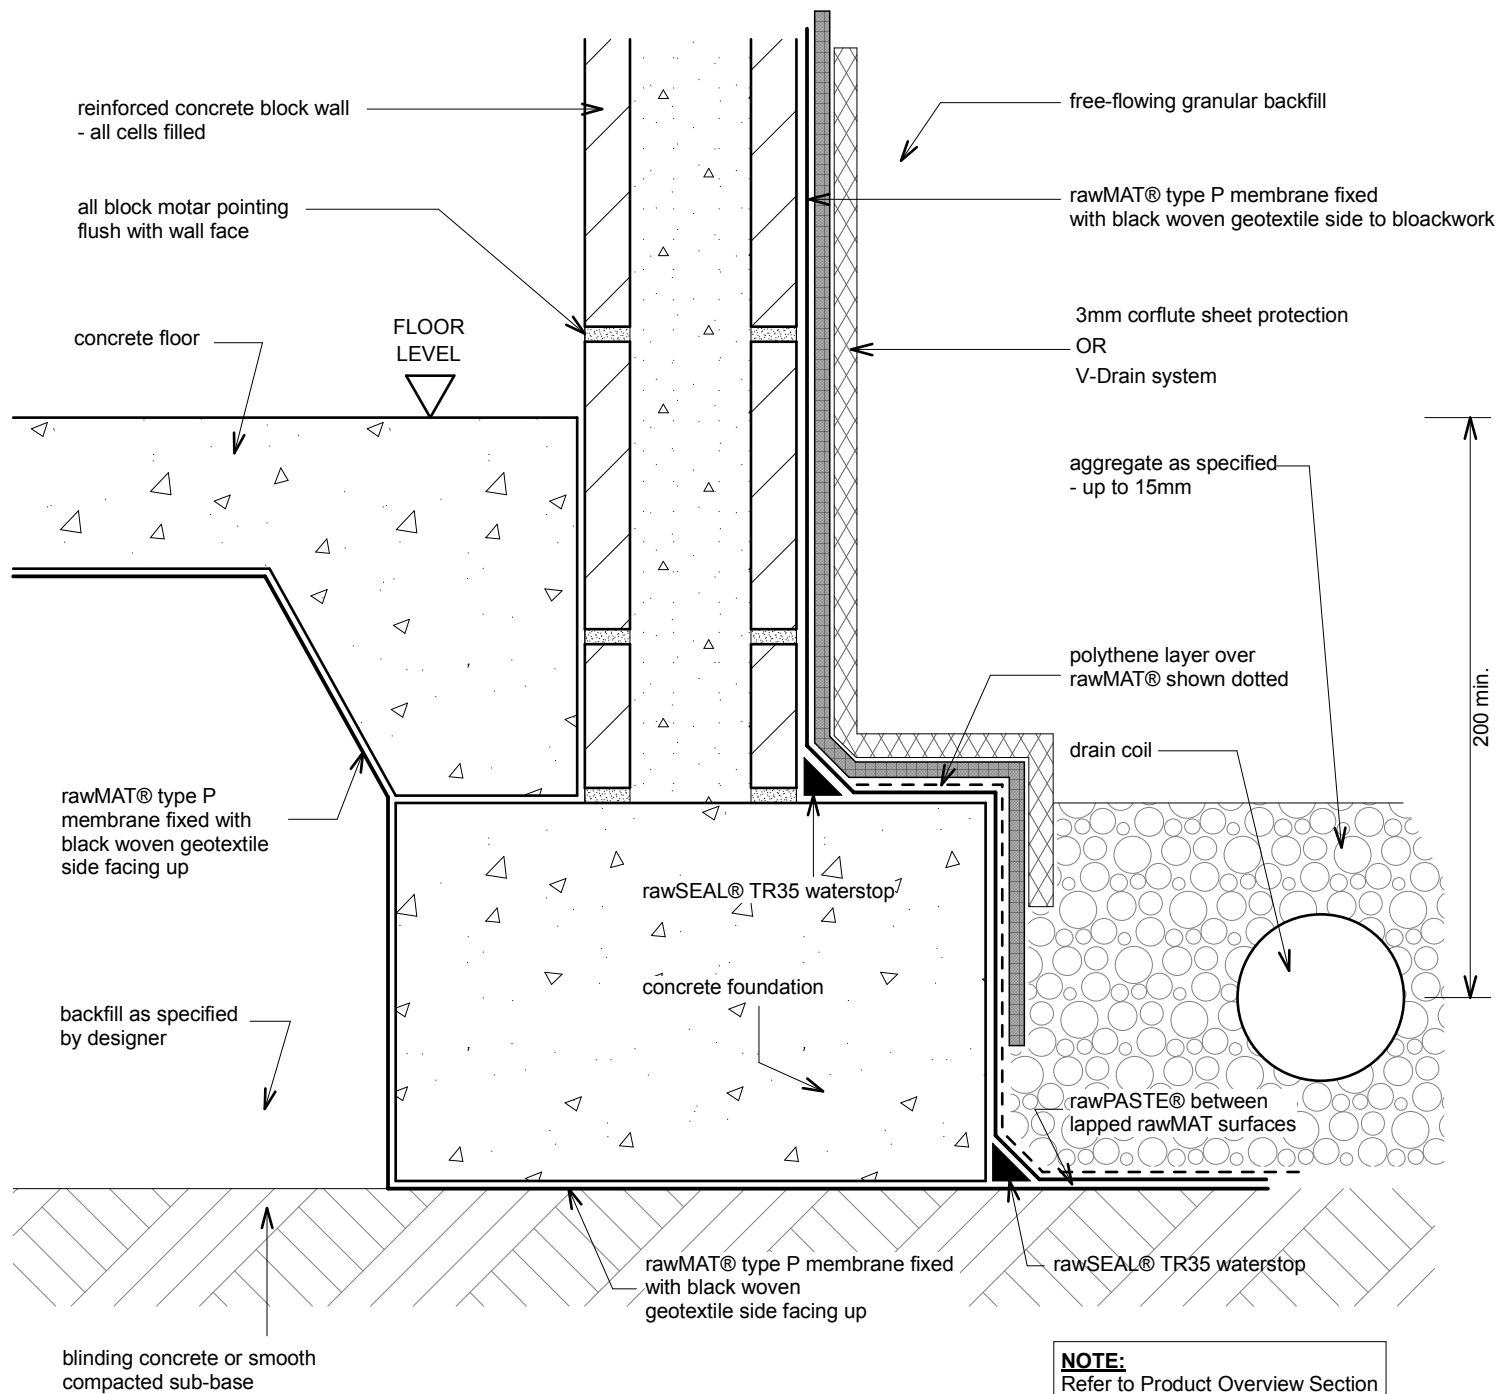 reinforced concrete block wall
- all cells filled
all block motar pointing
flush with wall face
concrete floor
FLOOR
LEVEL
free-flowing granular backfill
rawMAT® type P membrane fixed
with black woven geotextile side to bloackwork
3mm corflute sheet protection
OR
V-Drain system
aggregate as specified
- up to 15mm
200 min.
polythene layer over
rawMAT® shown dotted
drain coil
rawMAT® type P
membrane fixed with
black woven geotextile
side facing up
rawSEAL® TR35 waterstop
concrete foundation
backfill as specified
by designer
rawPASTE® between
lapped rawMAT surfaces
rawMAT® type P membrane fixed
with black woven
geotextile side facing up
rawSEAL® TR35 waterstop
blinding concrete or smooth
compacted sub-base
NOTE:
Refer to Product Overview Section